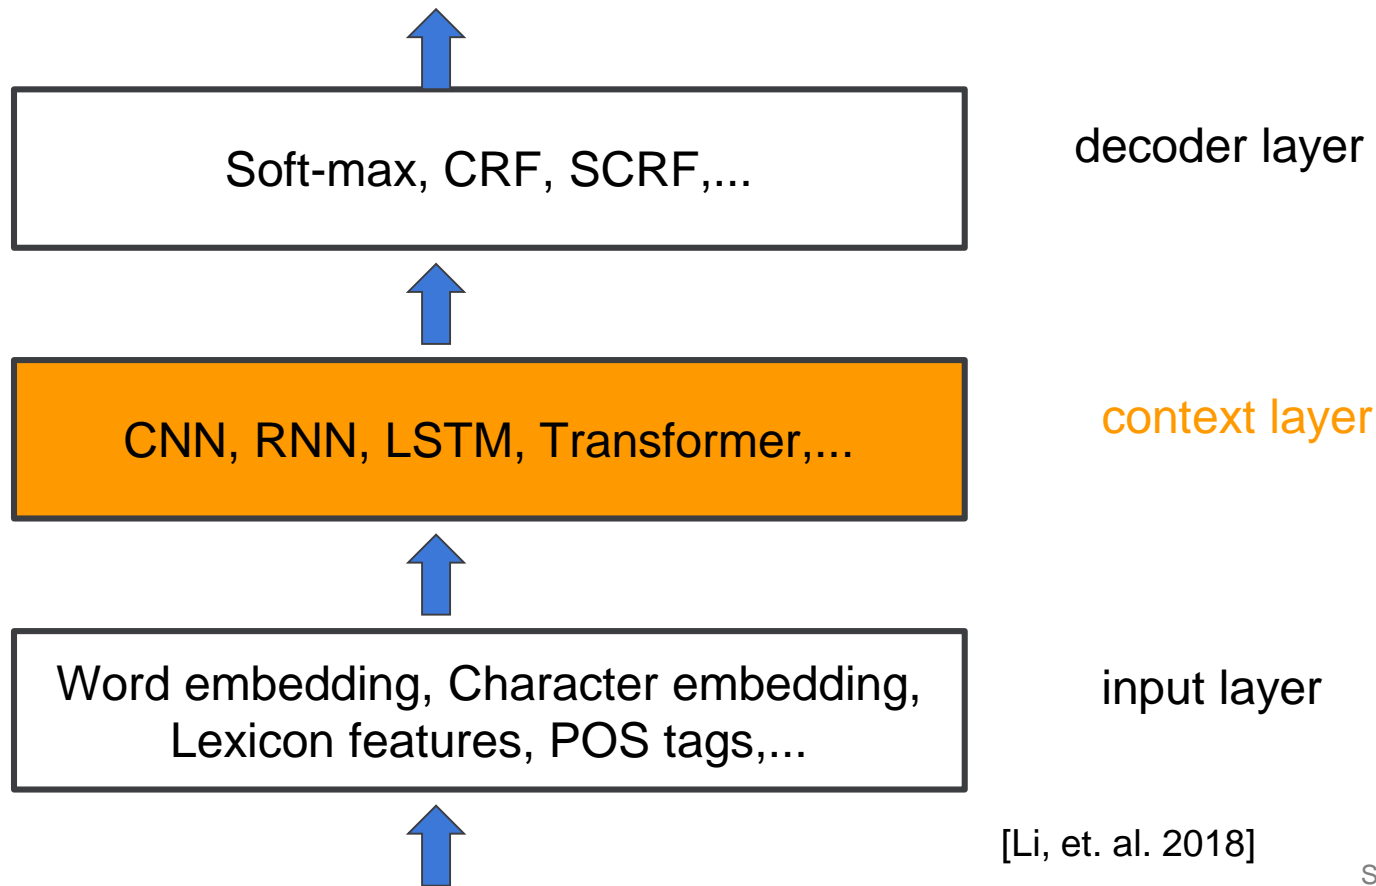 Soft-max, CRF, SCRF,...
decoder layer
CNN, RNN, LSTM, Transformer,...
context layer
Word embedding, Character embedding,
Lexicon features, POS tags,...
input layer
[Li, et. al. 2018]
S